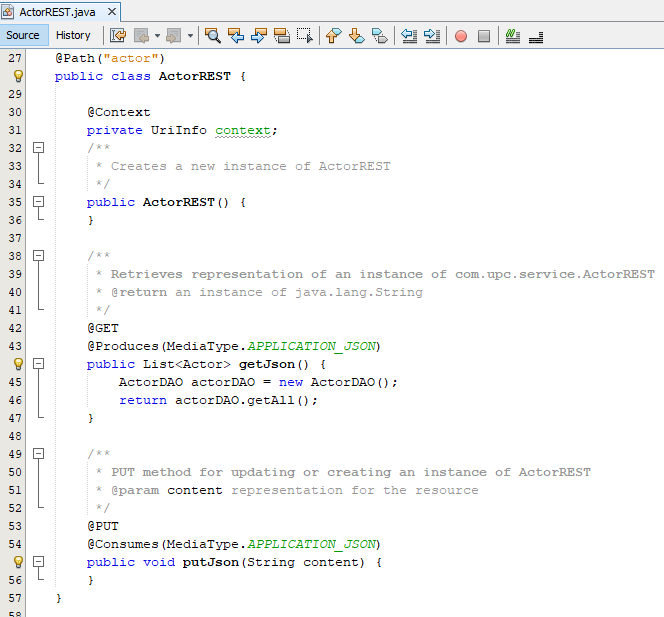 ActorREST.java
Source History
27 @Path("actor")
public class ActorREST {
29
30 @Context
31 private UriInfo context;
32 /**
33 * Creates a new instance of ActorREST
34 */
35 public ActorREST() {
36 }
37
38 /**
39 * Retrieves representation of an instance of com.upc.service.ActorREST
40 * @return an instance of java.lang.String
41 */
42 @GET
43 @Produces(MediaType.APPLICATION_JSON)
public List<Actor> getJson() {
45 ActorDAO actorDAO = new ActorDAO();
46 return actorDAO.getAll();
47 }
48
49 /**
50 * PUT method for updating or creating an instance of ActorREST
51 * @param content representation for the resource
52 */
53 @PUT
54 @Consumes(MediaType.APPLICATION_JSON)
public void putJson(String content) {
56 }
57 }
58